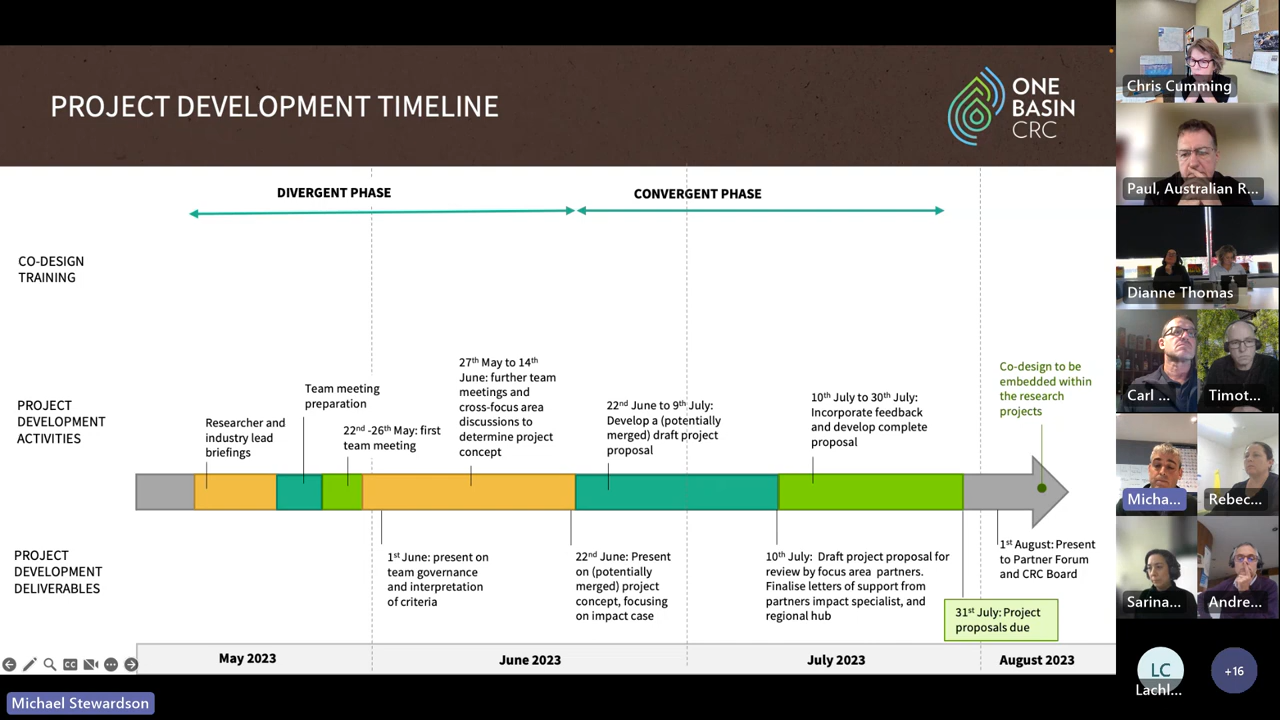 PROJECT DEVELOPMENT TIMELINE
ONE
BASIN
CRC
DIVERGENT PHASE
CONVERGENT PHASE
CO-DESIGN
TRAINING
PROJECT
DEVELOPMENT
ACTIVITIES
Researcher and
industry lead
briefings
Team meeting
preparation
22nd -26th May: first
team meeting
27th May to 14th
June: further team
meetings and
cross-focus area
discussions to
determine project
concept
22nd June to 9th July:
Develop a (potentially
merged) draft project
proposal
10th July to 30th July:
Incorporate feedback
and develop complete
proposal
Co-design to be
embedded within
the research
projects
PROJECT
DEVELOPMENT
DELIVERABLES
1st June: present on
team governance
and interpretation
of criteria
22nd June: Present
on (potentially
merged) project
concept, focusing
on impact case
10th July: Draft project proposal for
review by focus area partners.
Finalise letters of support from
partners impact specialist, and
regional hub
31st July: Project
proposals due
1st August: Present
to Partner Forum
and CRC Board
May 2023
June 2023
July 2023
August 2023
CC
Michael Stewardson
Chris Cumming
Paul, Australian R...
Dianne Thomas
Carl ...
Timot...
Micha...
Rebec...
Sarina...
Andre...
LC
Lachl...
+16